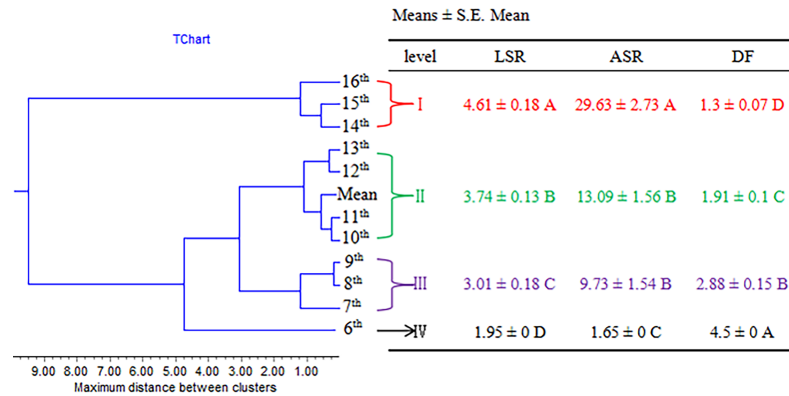 Means ± S.E. Mean
TChart
level LSR ASR DF
16th
15th I 4.61 ± 0.18 A 29.63 ± 2.73 A 1.3 ± 0.07 D
14th
13th
12th
Mean II 3.74 ± 0.13 B 13.09 ± 1.56 B 1.91 ± 0.1 C
11th
10th
9th
8th III 3.01 ± 0.18 C 9.73 ± 1.54 B 2.88 ± 0.15 B
7th
6th IV 1.95 ± 0 D 1.65 ± 0 C 4.5 ± 0 A
9.00 8.00 7.00 6.00 5.00 4.00 3.00 2.00 1.00
Maximum distance between clusters